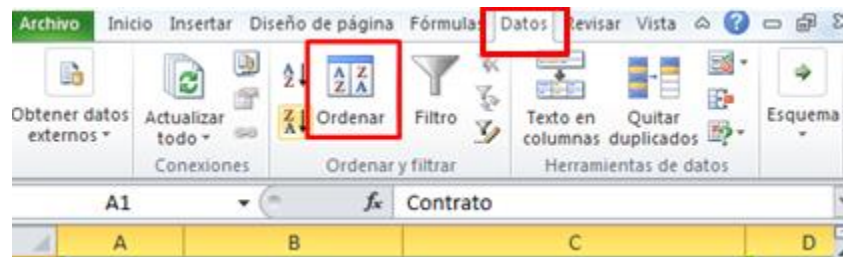 Archivo Inicio Insertar Diseño de página Fórmulas Datos Revisar Vista
Obtener datos externos
Actualizar todo
Ordenar
Filtro
Texto en columnas
Quitar duplicados
Esquema
Conexiones
Ordenar y filtrar
Herramientas de datos
A1 fx Contrato
A B C D